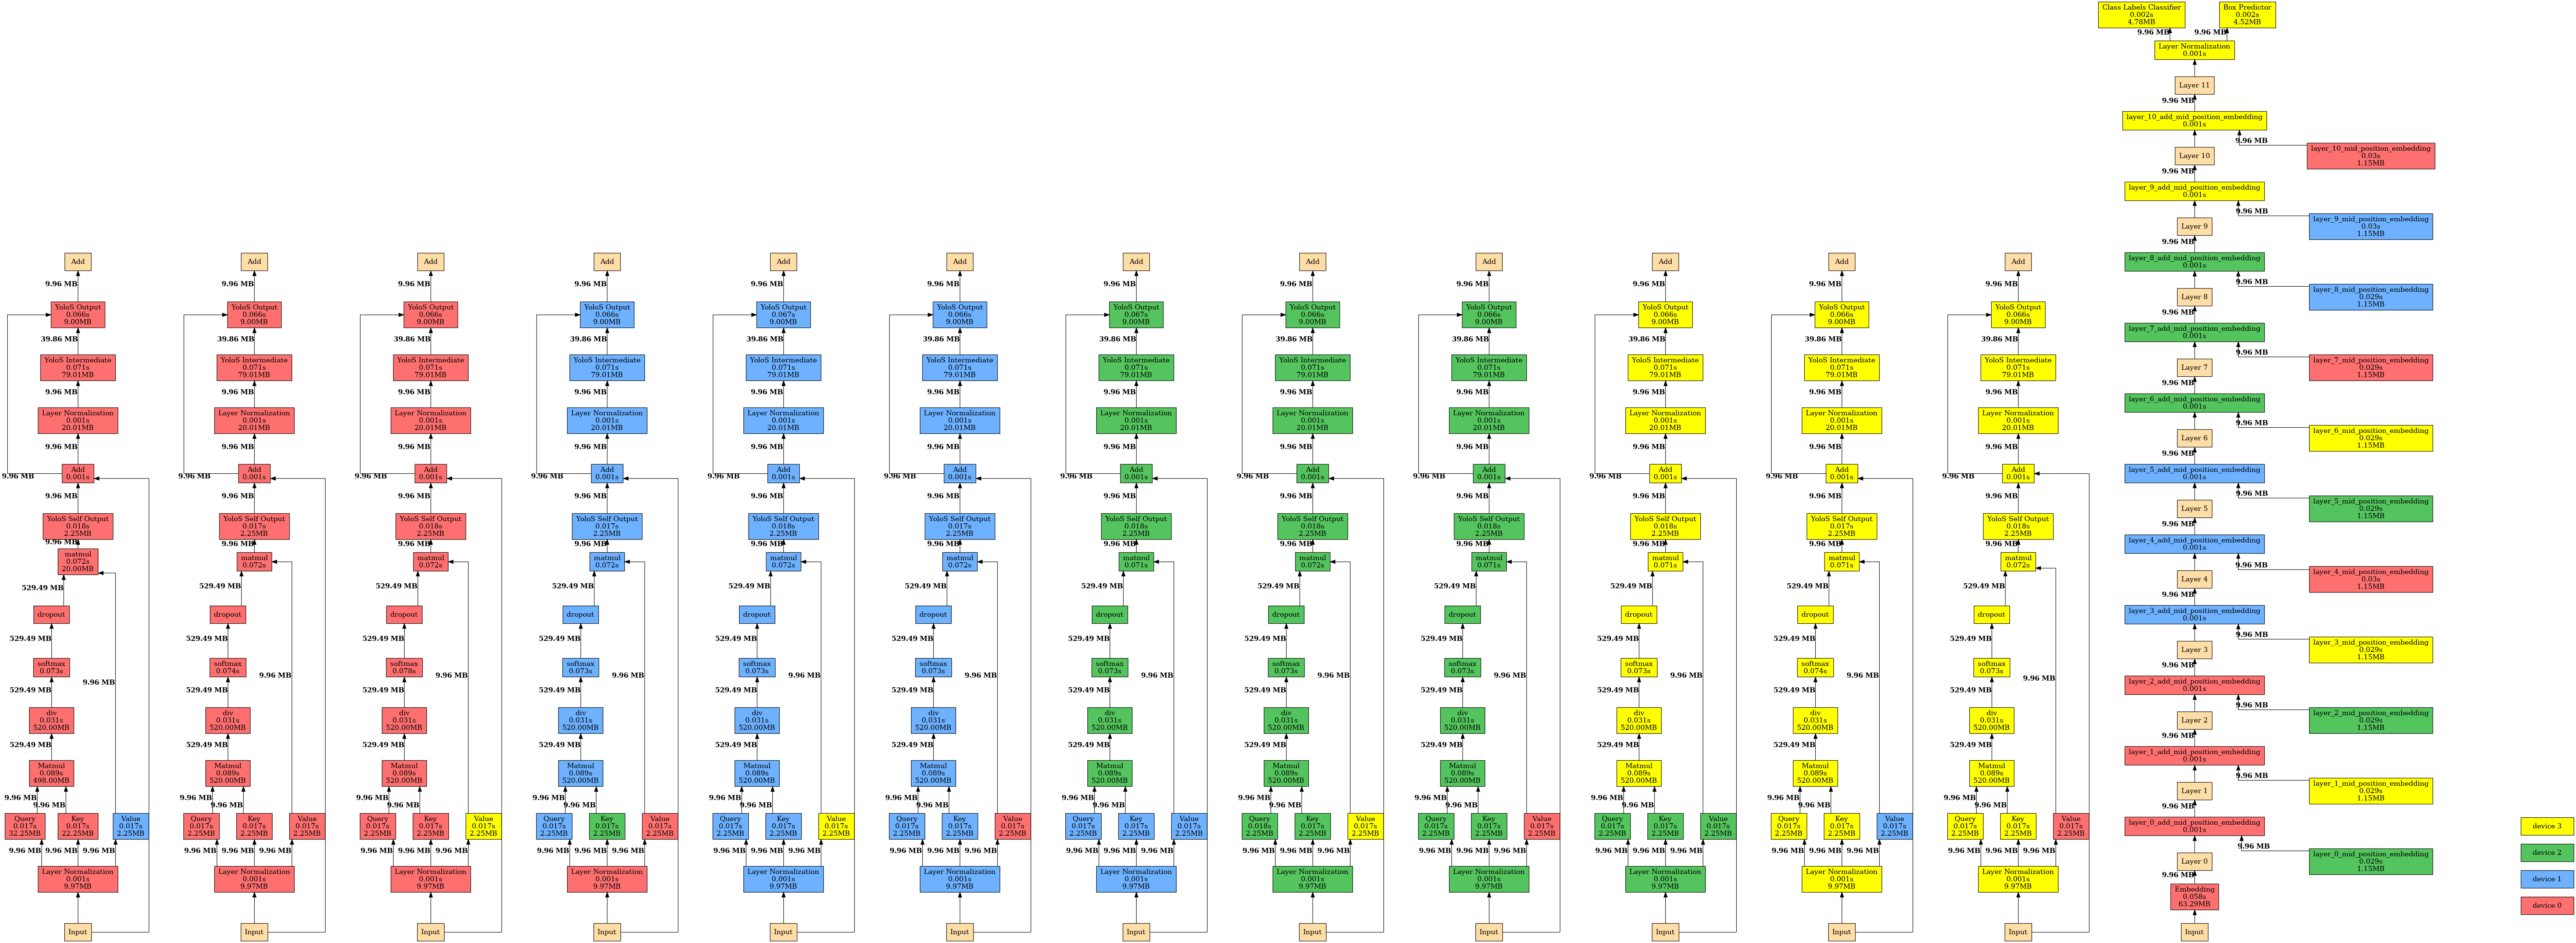 Add
9.96 MB
YoloS Output
0.066s
9.00MB
39.86 MB
YoloS Intermediate
0.071s
79.01MB
9.96 MB
Layer Normalization
0.001s
20.01MB
9.96 MB
Add
0.001s
9.96 MB
9.96 MB
YoloS Self Output
0.018s
2.25MB
9.96 MB
matmul
0.072s
20.00MB
529.49 MB
dropout
529.49 MB
softmax
0.073s
9.96 MB
529.49 MB
div
0.031s
520.00MB
529.49 MB
Matmul
0.089s
498.00MB
9.96 MB
9.96 MB
Query Key Value
0.017s 0.017s 0.017s
32.25MB 22.25MB 2.25MB
9.96 MB 9.96 MB 9.96 MB
Layer Normalization
0.001s
9.97MB
Input
Add
9.96 MB
YoloS Output
0.066s
9.00MB
39.86 MB
YoloS Intermediate
0.071s
79.01MB
9.96 MB
Layer Normalization
0.001s
20.01MB
9.96 MB
Add
0.001s
9.96 MB
9.96 MB
YoloS Self Output
0.017s
2.25MB
9.96 MB
matmul
0.072s
529.49 MB
dropout
529.49 MB
softmax
0.074s
9.96 MB
529.49 MB
div
0.031s
520.00MB
529.49 MB
Matmul
0.089s
520.00MB
9.96 MB
9.96 MB
Query Key Value
0.017s 0.017s 0.017s
2.25MB 2.25MB 2.25MB
9.96 MB 9.96 MB 9.96 MB
Layer Normalization
0.001s
9.97MB
Input
Add
9.96 MB
YoloS Output
0.066s
9.00MB
39.86 MB
YoloS Intermediate
0.071s
79.01MB
9.96 MB
Layer Normalization
0.001s
20.01MB
9.96 MB
Add
0.001s
9.96 MB
9.96 MB
YoloS Self Output
0.018s
2.25MB
9.96 MB
matmul
0.072s
529.49 MB
dropout
529.49 MB
softmax
0.078s
9.96 MB
529.49 MB
div
0.031s
520.00MB
529.49 MB
Matmul
0.089s
520.00MB
9.96 MB
9.96 MB
Query Key Value
0.017s 0.017s 0.017s
2.25MB 2.25MB 2.25MB
9.96 MB 9.96 MB 9.96 MB
Layer Normalization
0.001s
9.97MB
Input
Add
9.96 MB
YoloS Output
0.066s
9.00MB
39.86 MB
YoloS Intermediate
0.071s
79.01MB
9.96 MB
Layer Normalization
0.001s
20.01MB
9.96 MB
Add
0.001s
9.96 MB
9.96 MB
YoloS Self Output
0.017s
2.25MB
9.96 MB
matmul
0.072s
529.49 MB
dropout
529.49 MB
softmax
0.073s
9.96 MB
529.49 MB
div
0.031s
520.00MB
529.49 MB
Matmul
0.089s
520.00MB
9.96 MB
9.96 MB
Query Key Value
0.017s 0.017s 0.017s
2.25MB 2.25MB 2.25MB
9.96 MB 9.96 MB 9.96 MB
Layer Normalization
0.001s
9.97MB
Input
Add
9.96 MB
YoloS Output
0.067s
9.00MB
39.86 MB
YoloS Intermediate
0.071s
79.01MB
9.96 MB
Layer Normalization
0.001s
20.01MB
9.96 MB
Add
0.001s
9.96 MB
9.96 MB
YoloS Self Output
0.018s
2.25MB
9.96 MB
matmul
0.072s
529.49 MB
dropout
529.49 MB
softmax
0.073s
9.96 MB
529.49 MB
div
0.031s
520.00MB
529.49 MB
Matmul
0.089s
520.00MB
9.96 MB
9.96 MB
Query Key Value
0.017s 0.017s 0.017s
2.25MB 2.25MB 2.25MB
9.96 MB 9.96 MB 9.96 MB
Layer Normalization
0.001s
9.97MB
Input
Add
9.96 MB
YoloS Output
0.066s
9.00MB
39.86 MB
YoloS Intermediate
0.071s
79.01MB
9.96 MB
Layer Normalization
0.001s
20.01MB
9.96 MB
Add
0.001s
9.96 MB
9.96 MB
YoloS Self Output
0.017s
2.25MB
9.96 MB
matmul
0.072s
529.49 MB
dropout
529.49 MB
softmax
0.073s
9.96 MB
529.49 MB
div
0.031s
520.00MB
529.49 MB
Matmul
0.089s
520.00MB
9.96 MB
9.96 MB
Query Key Value
0.017s 0.017s 0.017s
2.25MB 2.25MB 2.25MB
9.96 MB 9.96 MB 9.96 MB
Layer Normalization
0.001s
9.97MB
Input
Add
9.96 MB
YoloS Output
0.067s
9.00MB
39.86 MB
YoloS Intermediate
0.071s
79.01MB
9.96 MB
Layer Normalization
0.001s
20.01MB
9.96 MB
Add
0.001s
9.96 MB
9.96 MB
YoloS Self Output
0.018s
2.25MB
9.96 MB
matmul
0.071s
529.49 MB
dropout
529.49 MB
softmax
0.073s
9.96 MB
529.49 MB
div
0.031s
520.00MB
529.49 MB
Matmul
0.089s
520.00MB
9.96 MB
9.96 MB
Query Key Value
0.017s 0.017s 0.017s
2.25MB 2.25MB 2.25MB
9.96 MB 9.96 MB 9.96 MB
Layer Normalization
0.001s
9.97MB
Input
Add
9.96 MB
YoloS Output
0.066s
9.00MB
39.86 MB
YoloS Intermediate
0.071s
79.01MB
9.96 MB
Layer Normalization
0.001s
20.01MB
9.96 MB
Add
0.001s
9.96 MB
9.96 MB
YoloS Self Output
0.018s
2.25MB
9.96 MB
matmul
0.072s
529.49 MB
dropout
529.49 MB
softmax
0.073s
9.96 MB
529.49 MB
div
0.031s
520.00MB
529.49 MB
Matmul
0.089s
520.00MB
9.96 MB
9.96 MB
Query Key Value
0.018s 0.017s 0.017s
2.25MB 2.25MB 2.25MB
9.96 MB 9.96 MB 9.96 MB
Layer Normalization
0.001s
9.97MB
Input
Add
9.96 MB
YoloS Output
0.066s
9.00MB
39.86 MB
YoloS Intermediate
0.071s
79.01MB
9.96 MB
Layer Normalization
0.001s
20.01MB
9.96 MB
Add
0.001s
9.96 MB
9.96 MB
YoloS Self Output
0.018s
2.25MB
9.96 MB
matmul
0.071s
529.49 MB
dropout
529.49 MB
softmax
0.073s
9.96 MB
529.49 MB
div
0.031s
520.00MB
529.49 MB
Matmul
0.089s
520.00MB
9.96 MB
9.96 MB
Query Key Value
0.017s 0.017s 0.017s
2.25MB 2.25MB 2.25MB
9.96 MB 9.96 MB 9.96 MB
Layer Normalization
0.001s
9.97MB
Input
Add
9.96 MB
YoloS Output
0.066s
9.00MB
39.86 MB
YoloS Intermediate
0.071s
79.01MB
9.96 MB
Layer Normalization
0.001s
20.01MB
9.96 MB
Add
0.001s
9.96 MB
9.96 MB
YoloS Self Output
0.018s
2.25MB
9.96 MB
matmul
0.071s
529.49 MB
dropout
529.49 MB
softmax
0.073s
9.96 MB
529.49 MB
div
0.031s
520.00MB
529.49 MB
Matmul
0.089s
520.00MB
9.96 MB
9.96 MB
Query Key Value
0.017s 0.017s 0.017s
2.25MB 2.25MB 2.25MB
9.96 MB 9.96 MB 9.96 MB
Layer Normalization
0.001s
9.97MB
Input
Add
9.96 MB
YoloS Output
0.066s
9.00MB
39.86 MB
YoloS Intermediate
0.071s
79.01MB
9.96 MB
Layer Normalization
0.001s
20.01MB
9.96 MB
Add
0.001s
9.96 MB
9.96 MB
YoloS Self Output
0.017s
2.25MB
9.96 MB
matmul
0.071s
529.49 MB
dropout
529.49 MB
softmax
0.074s
9.96 MB
529.49 MB
div
0.031s
520.00MB
529.49 MB
Matmul
0.089s
520.00MB
9.96 MB
9.96 MB
Query Key Value
0.017s 0.017s 0.017s
2.25MB 2.25MB 2.25MB
9.96 MB 9.96 MB 9.96 MB
Layer Normalization
0.001s
9.97MB
Input
Add
9.96 MB
YoloS Output
0.066s
9.00MB
39.86 MB
YoloS Intermediate
0.071s
79.01MB
9.96 MB
Layer Normalization
0.001s
20.01MB
9.96 MB
Add
0.001s
9.96 MB
9.96 MB
YoloS Self Output
0.018s
2.25MB
9.96 MB
matmul
0.072s
529.49 MB
dropout
529.49 MB
softmax
0.073s
9.96 MB
529.49 MB
div
0.031s
520.00MB
529.49 MB
Matmul
0.089s
520.00MB
9.96 MB
9.96 MB
Query Key Value
0.017s 0.017s 0.017s
2.25MB 2.25MB 2.25MB
9.96 MB 9.96 MB 9.96 MB
Layer Normalization
0.001s
9.97MB
Input
Class Labels Classifier
0.002s
4.78MB
Box Predictor
0.002s
4.52MB
9.96 MB
9.96 MB
Layer Normalization
0.001s
Layer 11
9.96 MB
layer_10_add_mid_position_embedding
0.001s
9.96 MB
layer_10_mid_position_embedding
0.03s
1.15MB
Layer 10
9.96 MB
layer_9_add_mid_position_embedding
0.001s
9.96 MB
layer_9_mid_position_embedding
0.03s
1.15MB
Layer 9
9.96 MB
layer_8_add_mid_position_embedding
0.001s
9.96 MB
layer_8_mid_position_embedding
0.029s
1.15MB
Layer 8
9.96 MB
layer_7_add_mid_position_embedding
0.001s
9.96 MB
layer_7_mid_position_embedding
0.029s
1.15MB
Layer 7
9.96 MB
layer_6_add_mid_position_embedding
0.001s
9.96 MB
layer_6_mid_position_embedding
0.029s
1.15MB
Layer 6
9.96 MB
layer_5_add_mid_position_embedding
0.001s
9.96 MB
layer_5_mid_position_embedding
0.029s
1.15MB
Layer 5
9.96 MB
layer_4_add_mid_position_embedding
0.001s
9.96 MB
layer_4_mid_position_embedding
0.03s
1.15MB
Layer 4
9.96 MB
layer_3_add_mid_position_embedding
0.001s
9.96 MB
layer_3_mid_position_embedding
0.029s
1.15MB
Layer 3
9.96 MB
layer_2_add_mid_position_embedding
0.001s
9.96 MB
layer_2_mid_position_embedding
0.029s
1.15MB
Layer 2
9.96 MB
layer_1_add_mid_position_embedding
0.001s
9.96 MB
layer_1_mid_position_embedding
0.029s
1.15MB
Layer 1
9.96 MB
layer_0_add_mid_position_embedding
0.001s
9.96 MB
layer_0_mid_position_embedding
0.029s
1.15MB
Layer 0
9.96 MB
Embedding
0.058s
63.29MB
Input
device 3
device 2
device 1
device 0